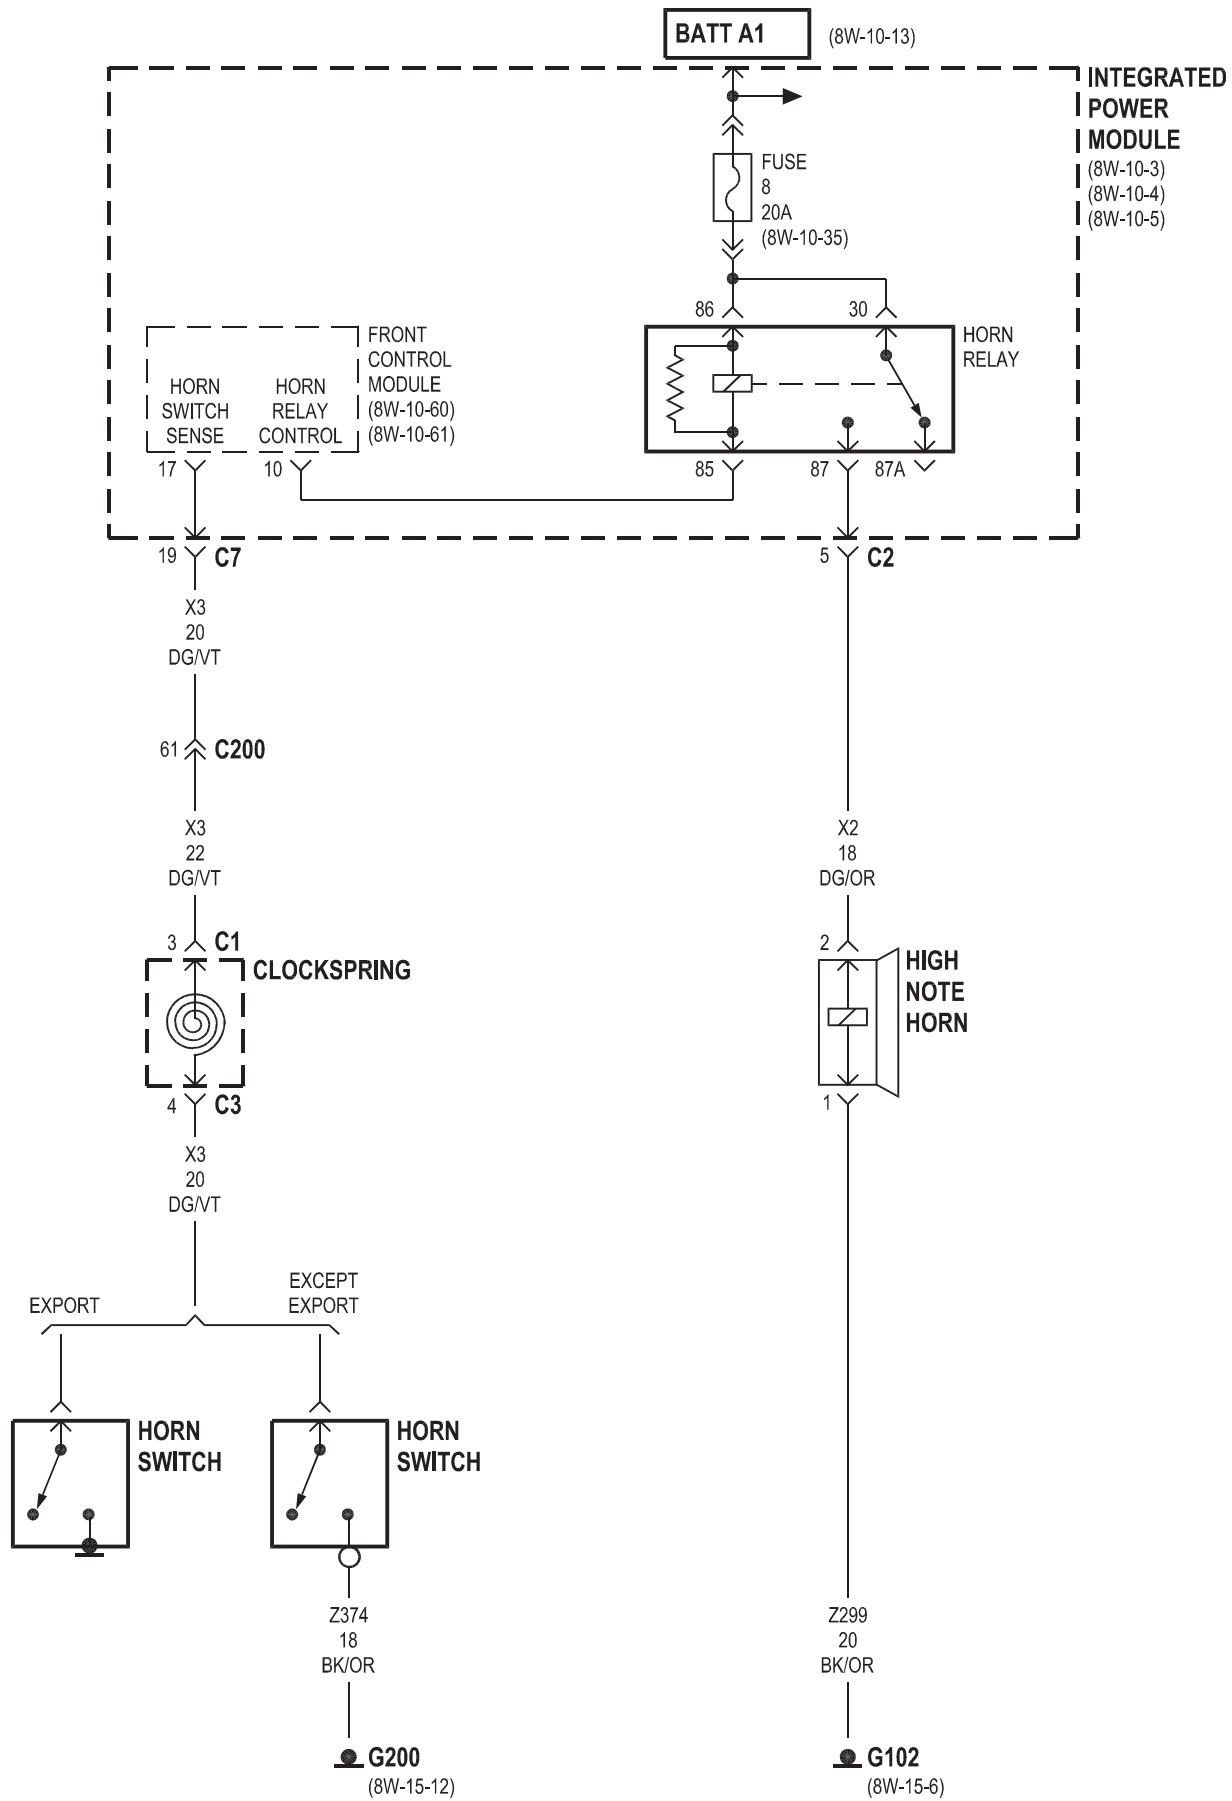 BATT A1
(8W-10-13)
INTEGRATED
POWER
MODULE
(8W-10-3)
(8W-10-4)
(8W-10-5)
FUSE
8
20A
(8W-10-35)
86
30
HORN
RELAY
FRONT
CONTROL
MODULE
(8W-10-60)
(8W-10-61)
HORN
SWITCH
SENSE
HORN
RELAY
CONTROL
17
10
85
87
87A
19
C7
5
C2
X3
20
DG/VT
61
C200
X3
22
DG/VT
X2
18
DG/OR
3
C1
CLOCKSPRING
2
HIGH
NOTE
HORN
4
C3
1
X3
20
DG/VT
EXPORT
EXCEPT
EXPORT
HORN
SWITCH
HORN
SWITCH
Z374
18
BK/OR
Z299
20
BK/OR
G200
(8W-15-12)
G102
(8W-15-6)